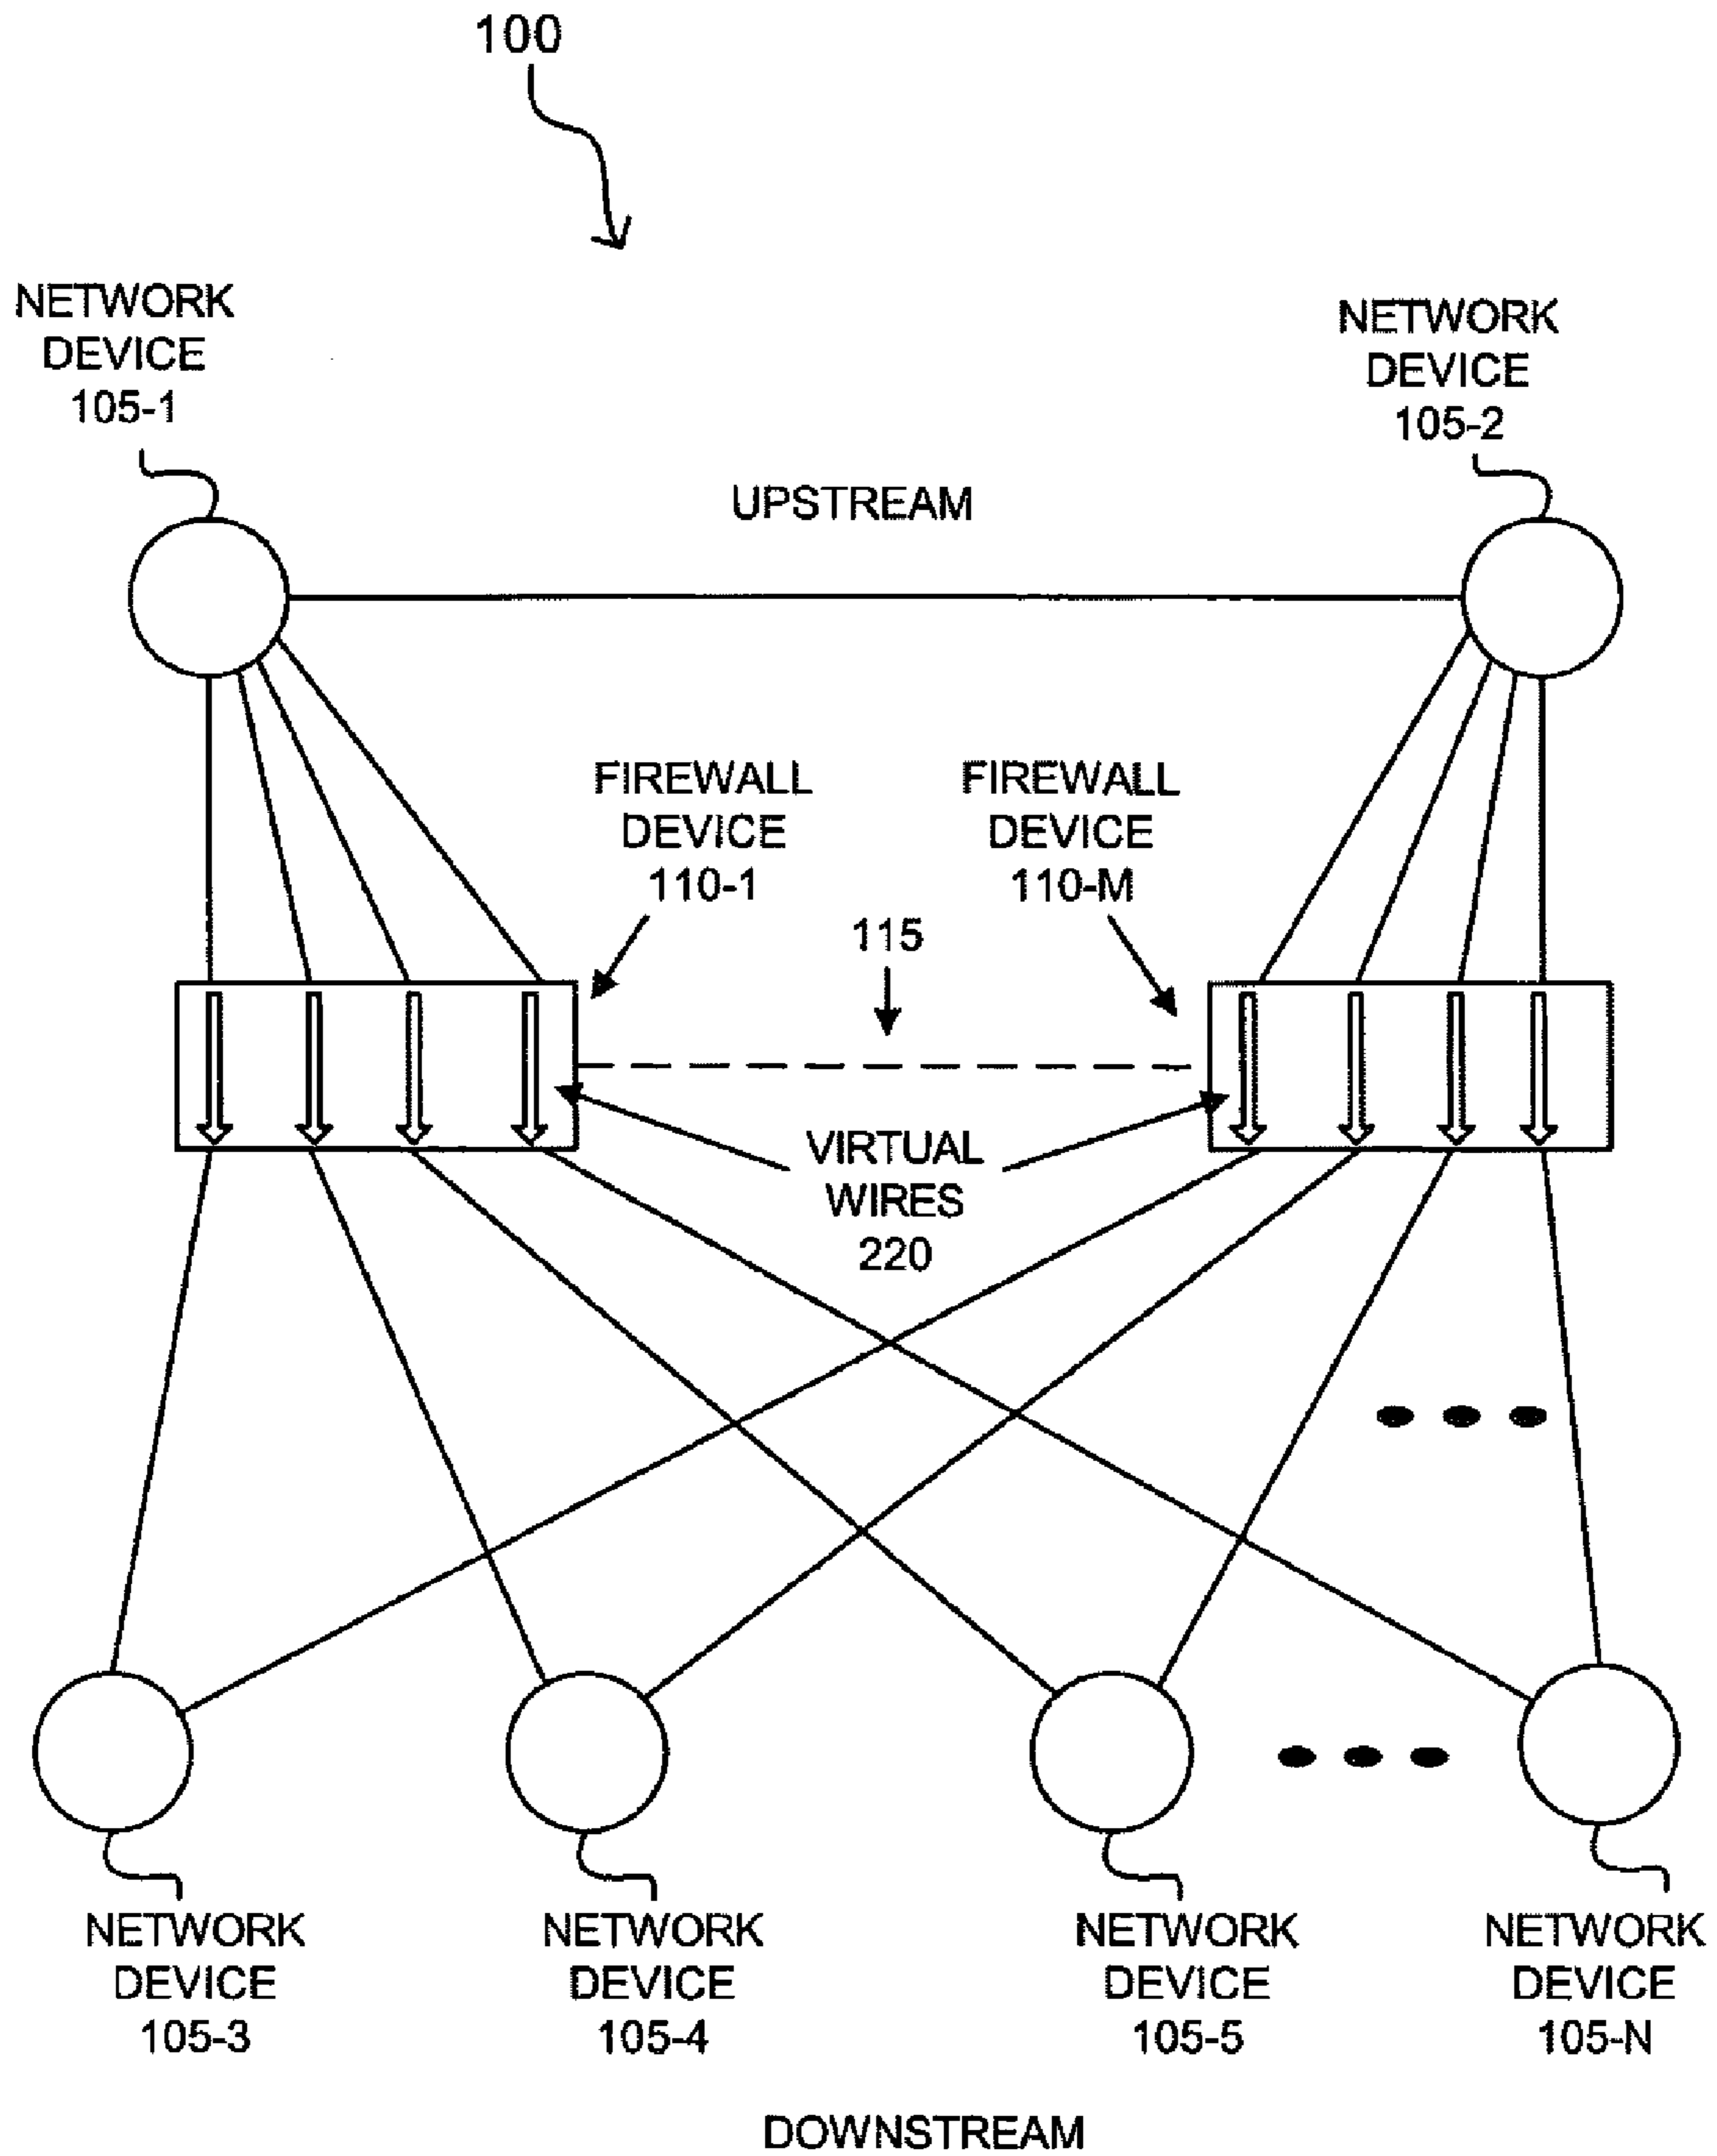 100
NETWORK
DEVICE
105-1
NETWORK
DEVICE
105-2
UPSTREAM
FIREWALL
DEVICE
110-1
FIREWALL
DEVICE
110-M
115
VIRTUAL
WIRES
220
NETWORK
DEVICE
105-3
NETWORK
DEVICE
105-4
NETWORK
DEVICE
105-5
NETWORK
DEVICE
105-N
DOWNSTREAM